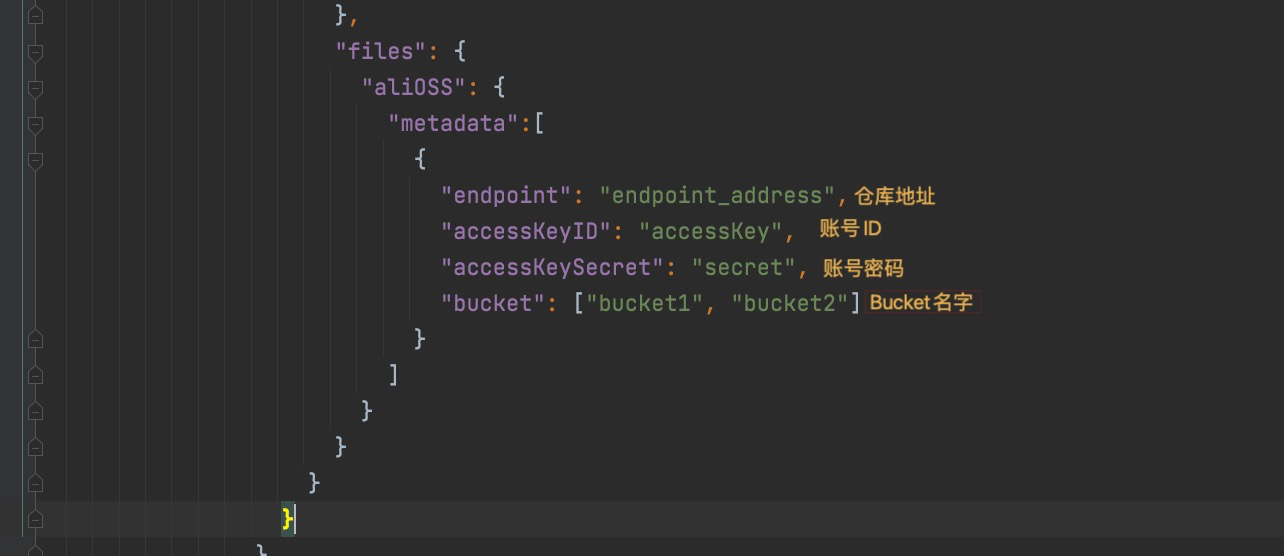 },
"files": {
"aliOSS": {
"metadata":[
{
"endpoint": "endpoint_address", 仓库地址
"accessKeyID": "accessKey", 账号ID
"accessKeySecret": "secret", 账号密码
"bucket": ["bucket1", "bucket2"] Bucket名字
}
]
}
}
}
}
}